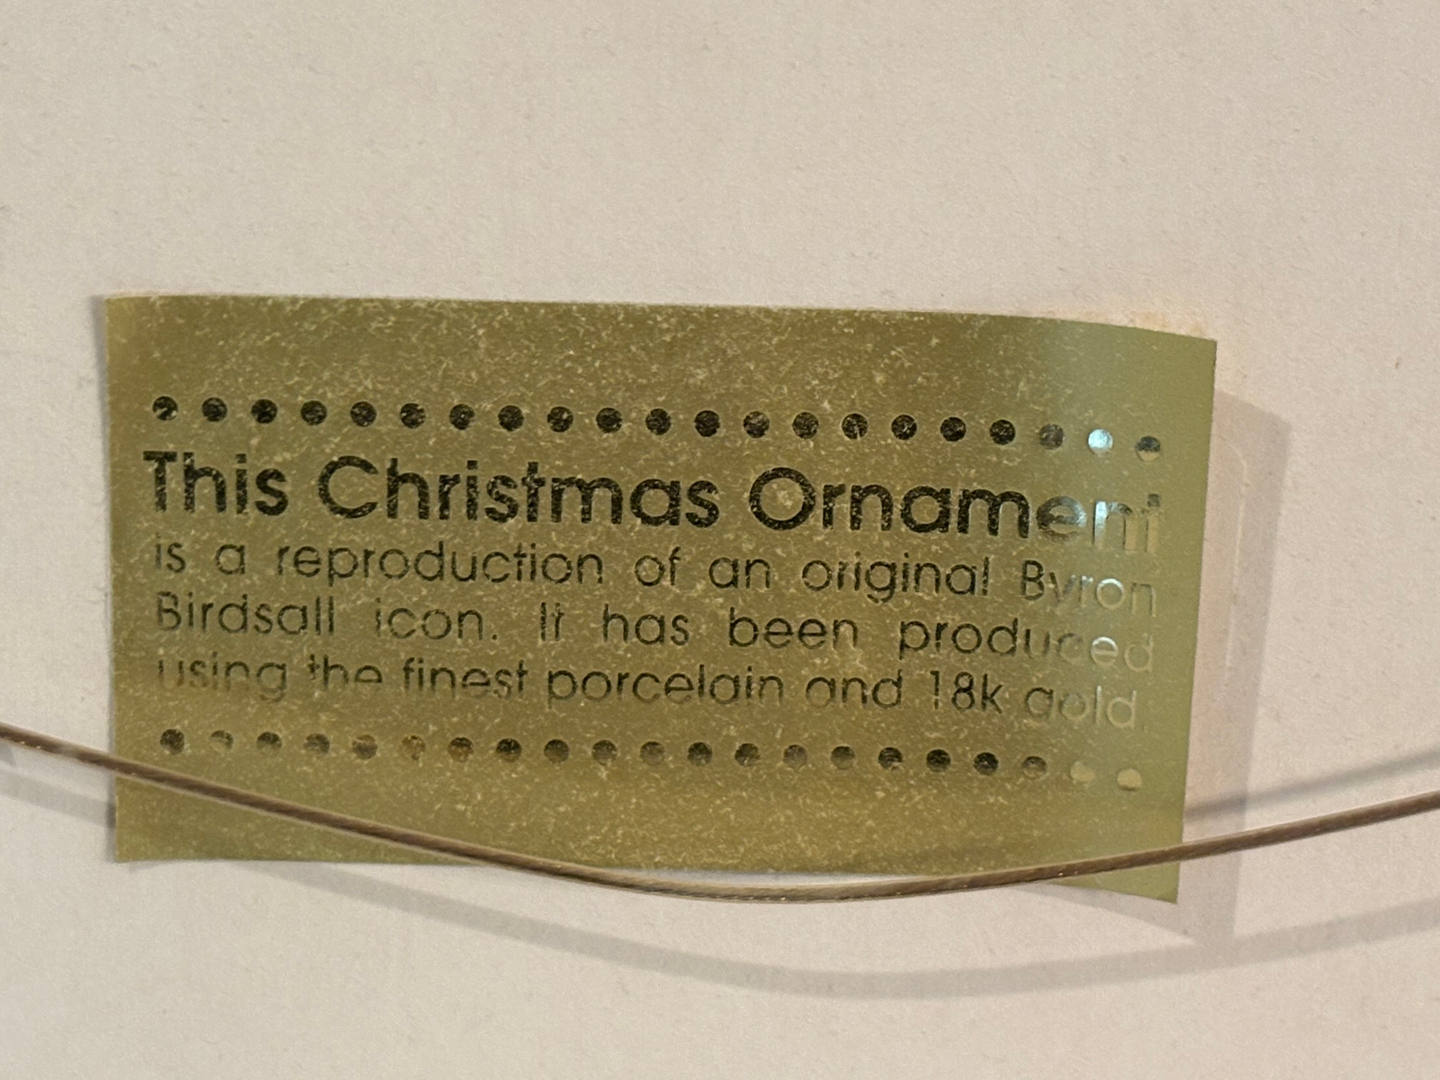 This Christmas Ornament
is a reproduction of an original Byron
Birdsall icon. It has been produced
using the finest porcelain and 18k gold.